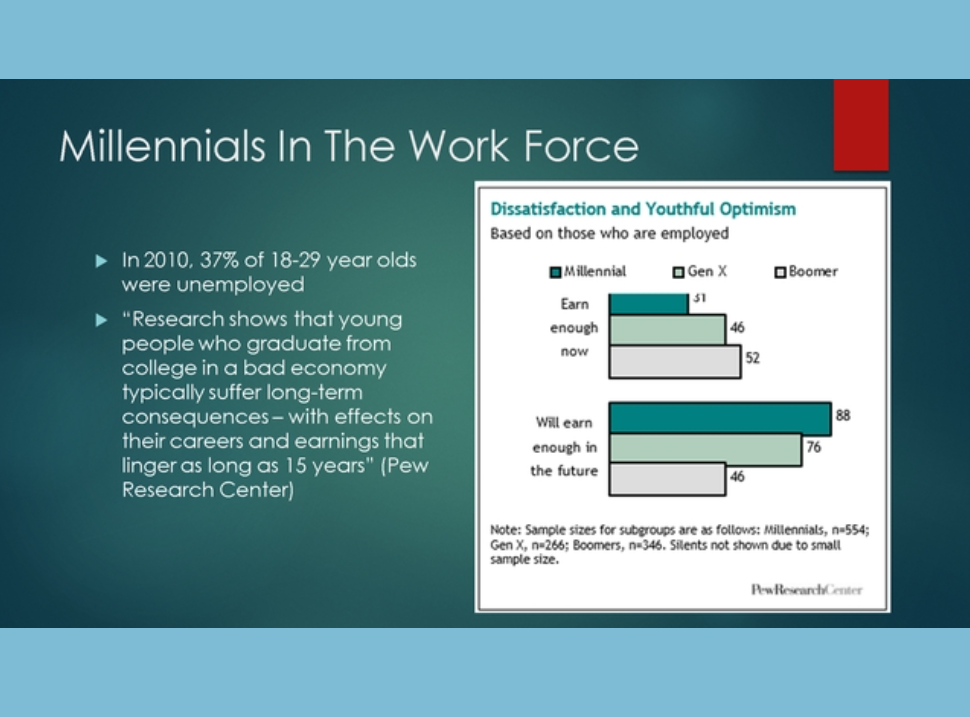 Millennials In The Work Force
In 2010, 37% of 18-29 year olds
were unemployed
“Research shows that young
people who graduate from
college in a bad economy
typically suffer long-term
consequences – with effects on
their careers and earnings that
linger as long as 15 years” (Pew
Research Center)
Dissatisfaction and Youthful Optimism
Based on those who are employed
Millennial Gen X Boomer
Earn
enough
now
31
46
52
Will earn
enough in
the future
88
76
46
Note: Sample sizes for subgroups are as follows: Millennials, n=554;
Gen X, n=266; Boomers, n=346. Silents not shown due to small
sample size.
PewResearchCenter